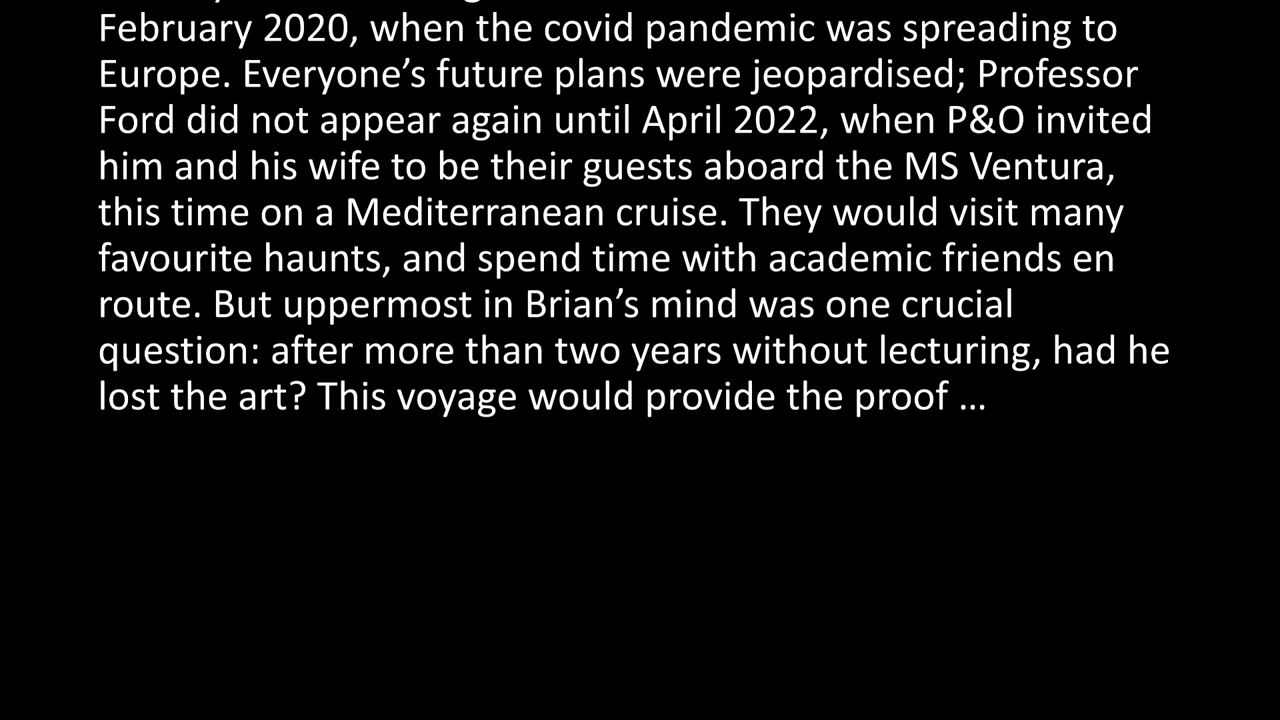 February 2020, when the covid pandemic was spreading to
Europe. Everyone’s future plans were jeopardised; Professor
Ford did not appear again until April 2022, when P&O invited
him and his wife to be their guests aboard the MS Ventura,
this time on a Mediterranean cruise. They would visit many
favourite haunts, and spend time with academic friends en
route. But uppermost in Brian’s mind was one crucial
question: after more than two years without lecturing, had he
lost the art? This voyage would provide the proof …